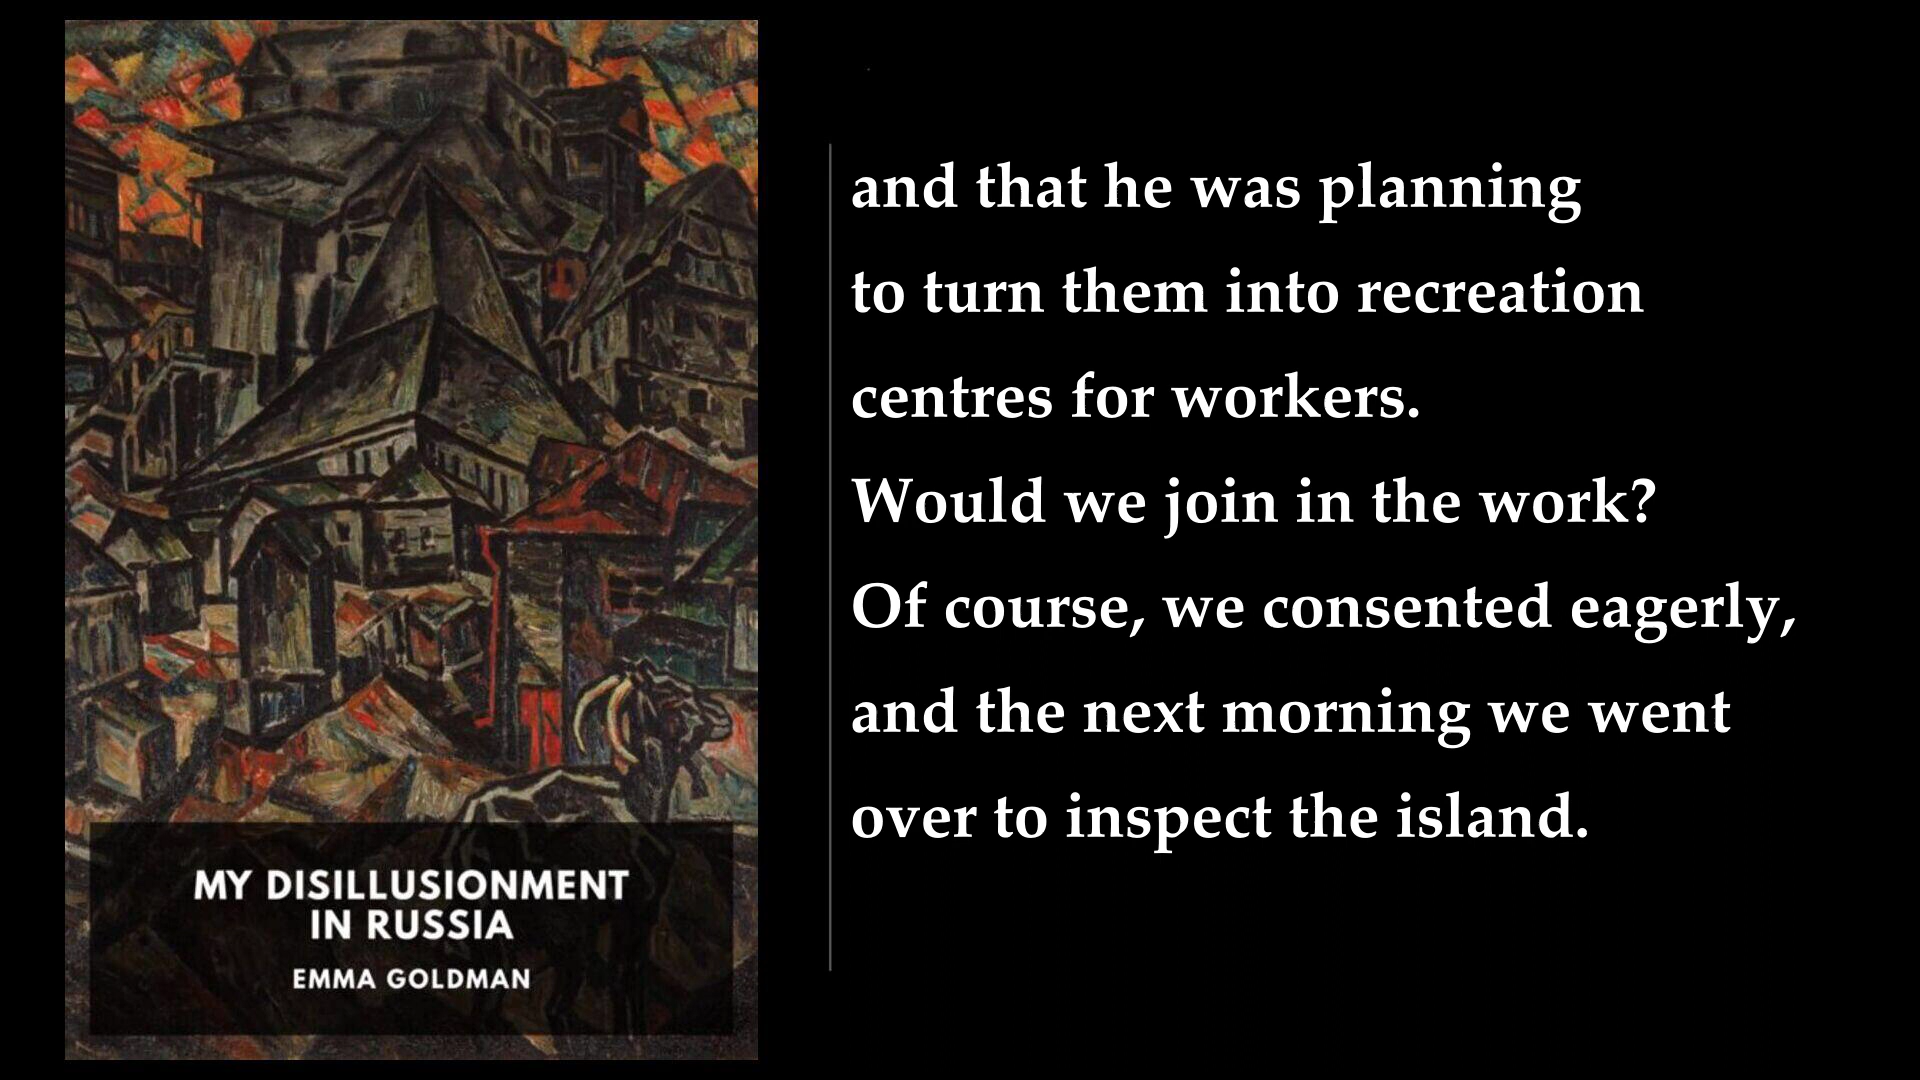 MY DISILLUSIONMENT
IN RUSSIA
EMMA GOLDMAN
and that he was planning
to turn them into recreation
centres for workers.
Would we join in the work?
Of course, we consented eagerly,
and the next morning we went
over to inspect the island.